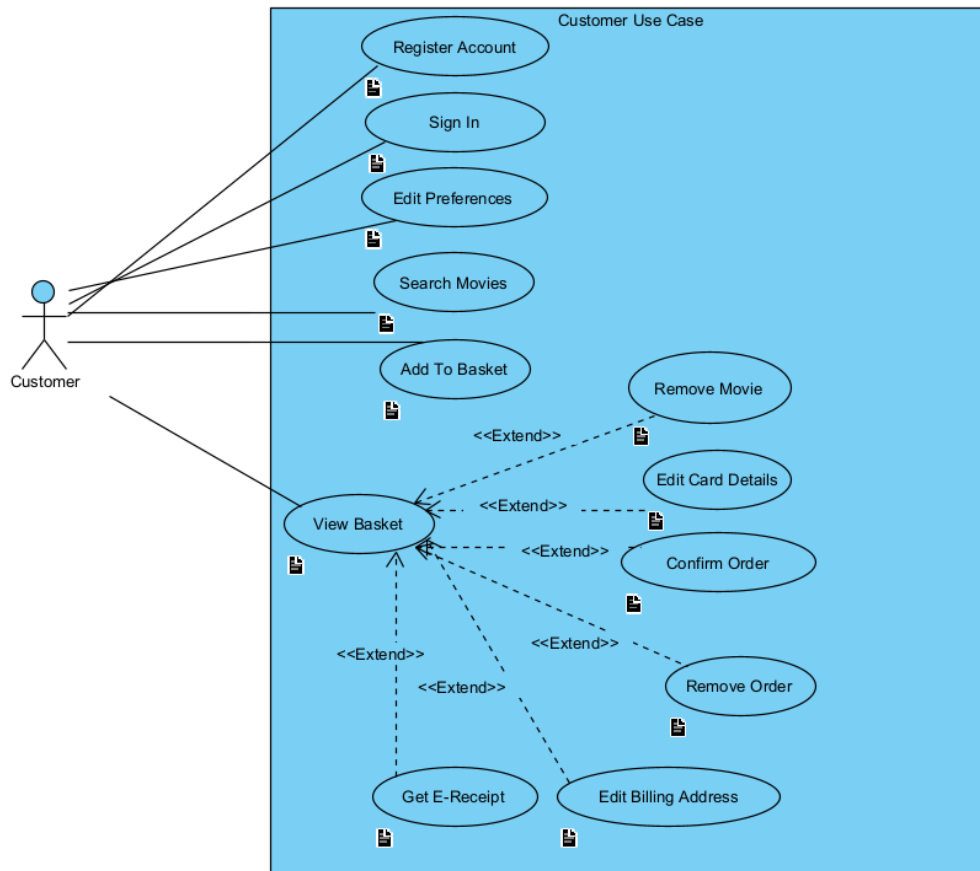 Customer Use Case
Register Account
Sign In
Edit Preferences
Search Movies
Customer
Add To Basket
Remove Movie
<<Extend>>
Edit Card Details
<<Extend>>
View Basket
<<Extend>>
Confirm Order
<<Extend>>
<<Extend>>
<<Extend>>
Remove Order
Get E-Receipt
Edit Billing Address